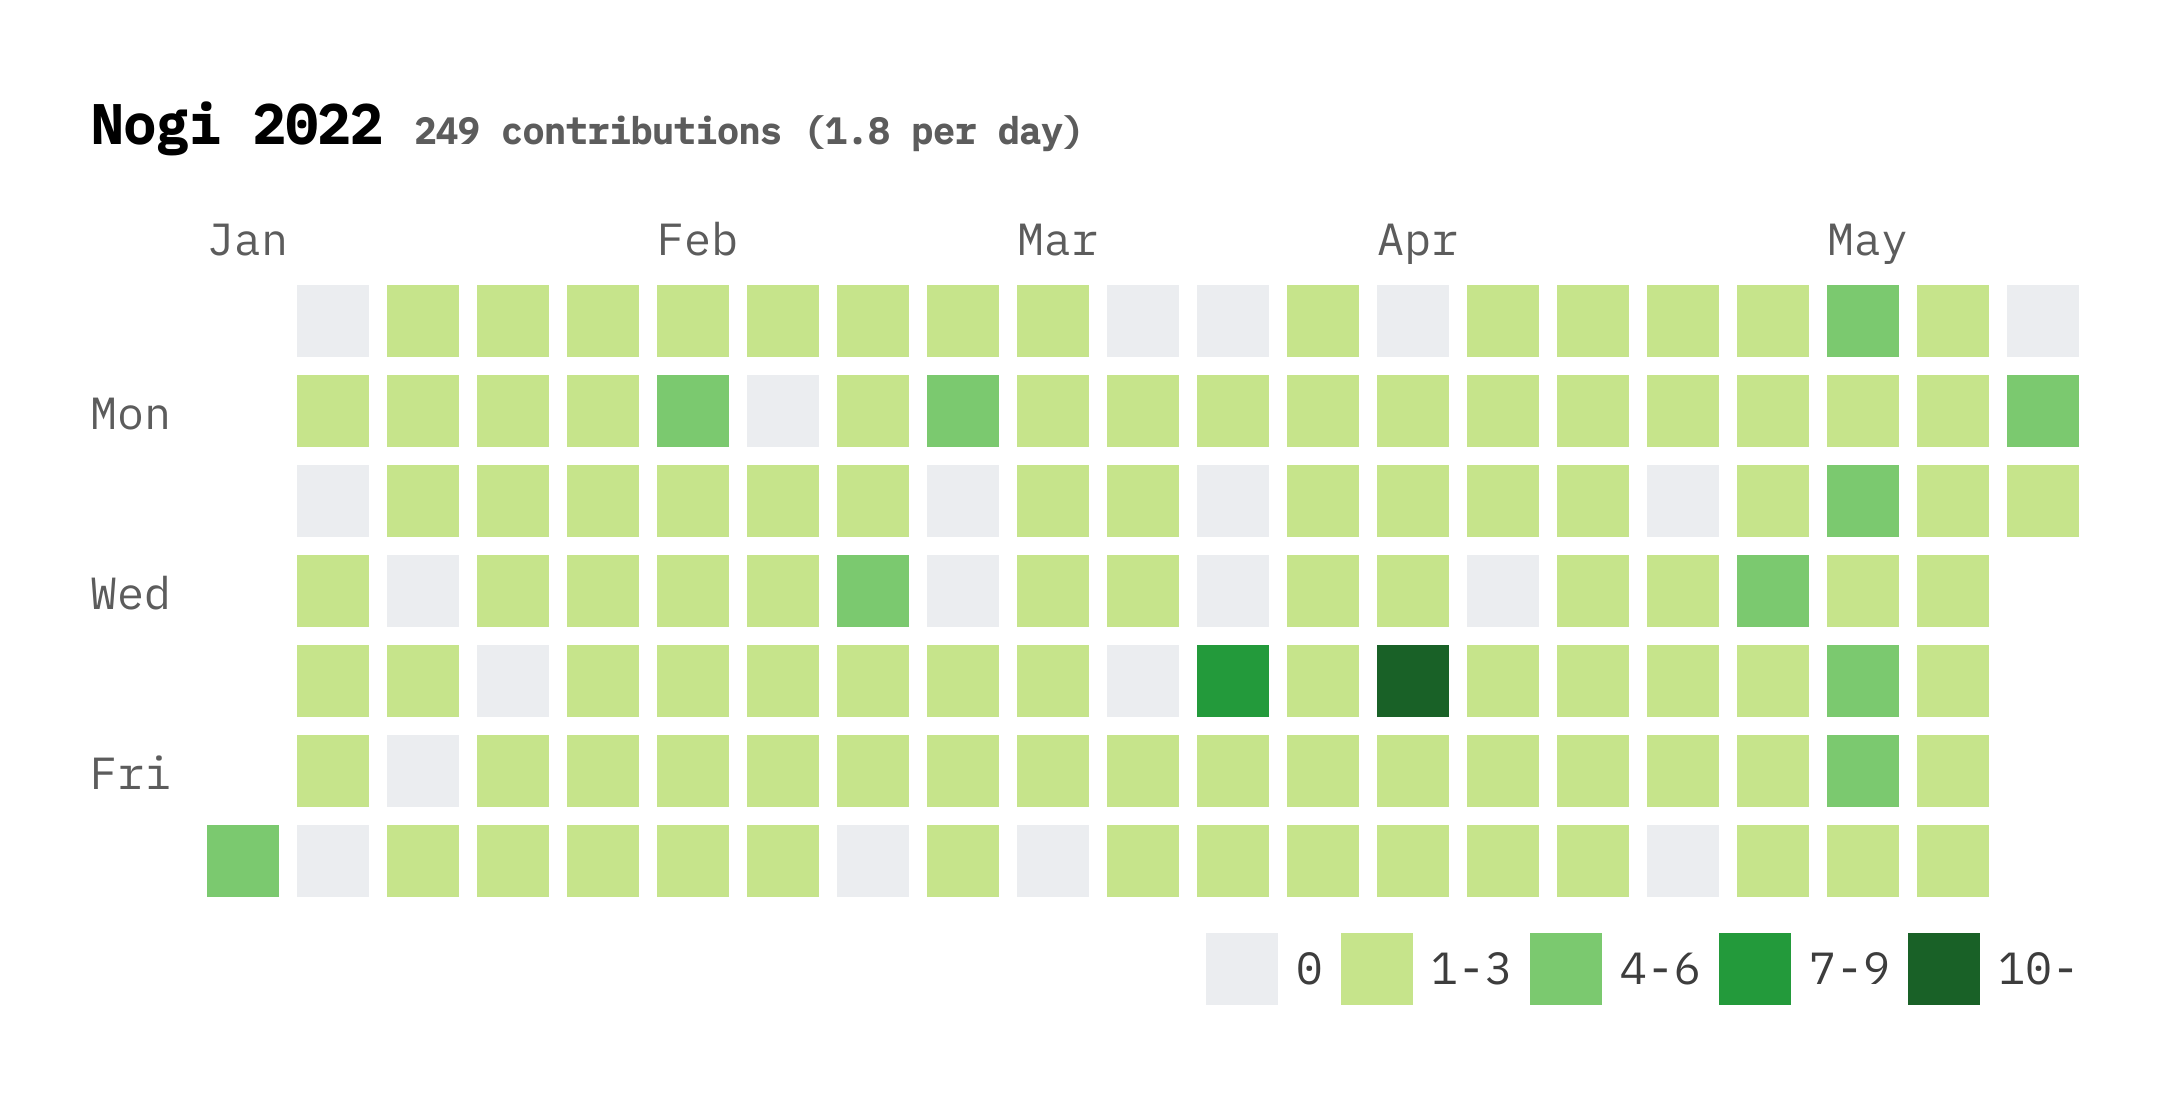 Nogi 2022 249 contributions (1.8 per day)
Jan Feb Mar Apr May
Mon
Wed
Fri
0 1-3 4-6 7-9 10-